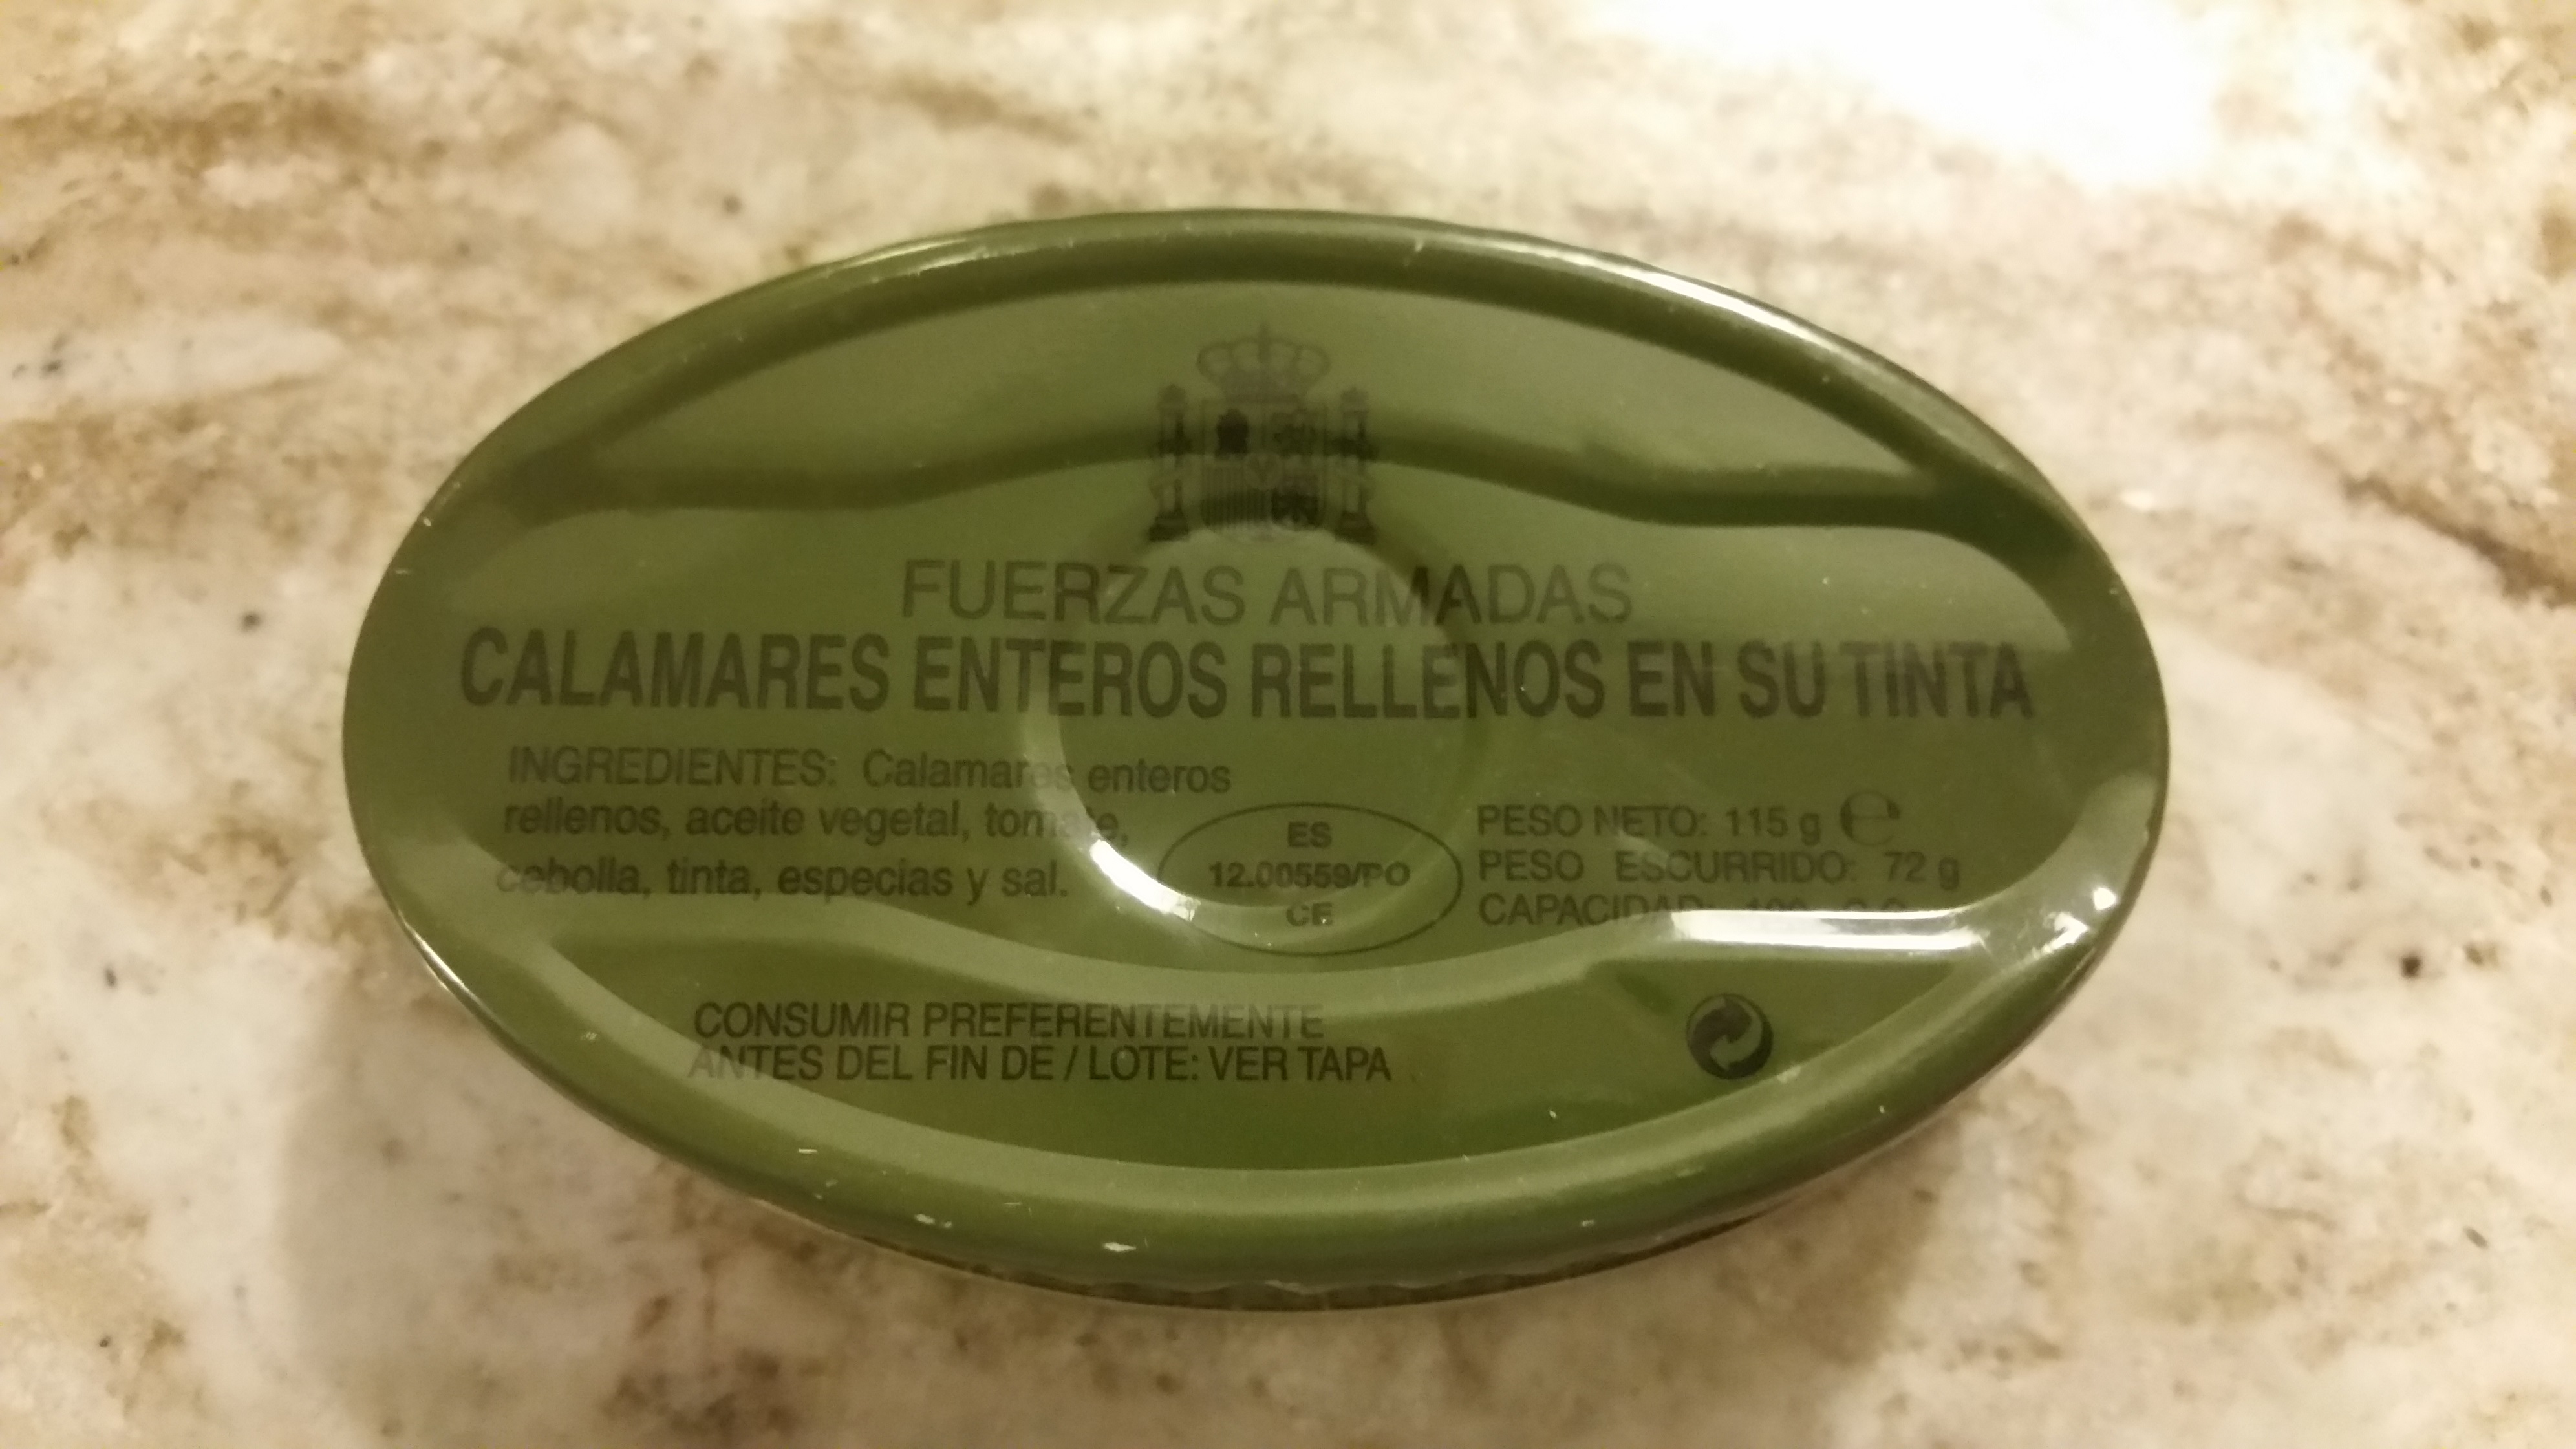 FUERZAS ARMADAS
CALAMARES ENTEROS RELLENOS EN SU TINTA
INGREDIENTES: Calamares enteros
rellenos, aceite vegetal, tomate,
cebolla, tinta, especias y sal.
ES
12.00559/PO
CE
PESO NETO: 115 g ℮
PESO ESCURRIDO: 72 g
CAPACIDAD:
CONSUMIR PREFERENTEMENTE
ANTES DEL FIN DE / LOTE: VER TAPA